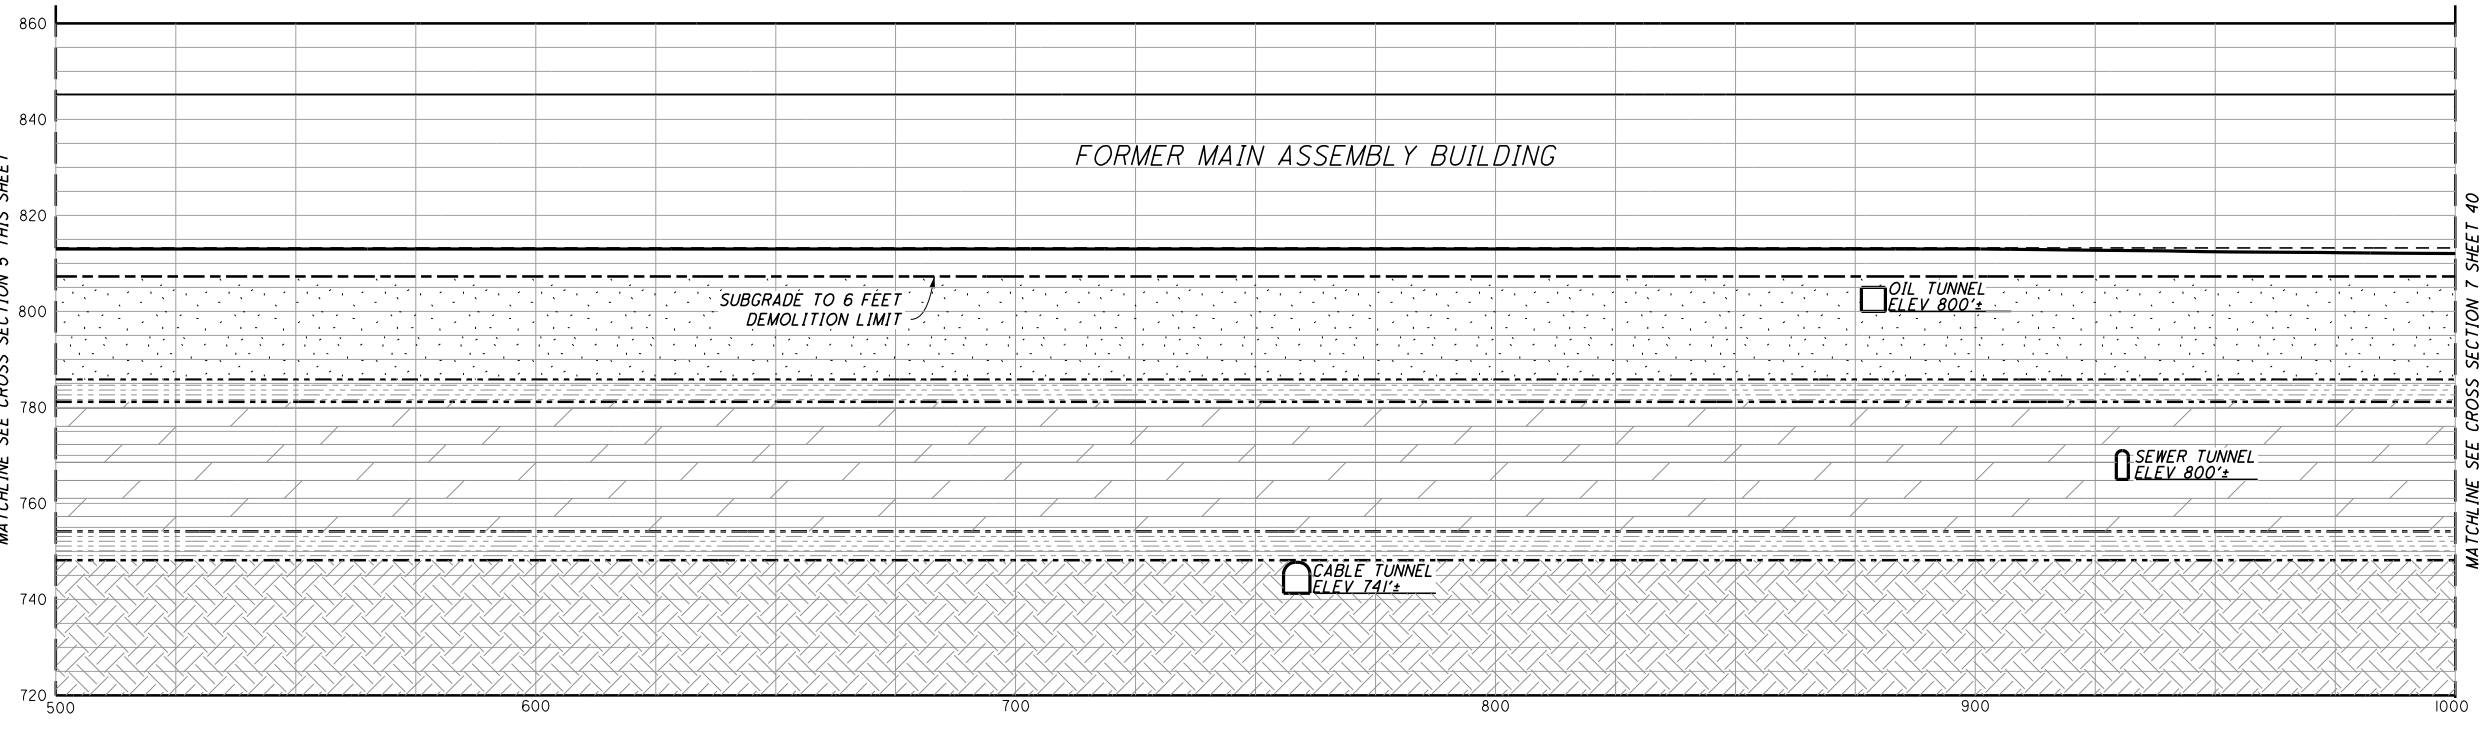 860
840
820
800
780
760
740
720
MATCHLINE SEE CROSS SECTION 5 THIS SHEET
FORMER MAIN ASSEMBLY BUILDING
SUBGRADE TO 6 FEET
DEMOLITION LIMIT
OIL TUNNEL
ELEV 800'±
SEWER TUNNEL
ELEV 800'±
CABLE TUNNEL
ELEV 741'±
MATCHLINE SEE CROSS SECTION 7 SHEET 40
500
600
700
800
900
1000